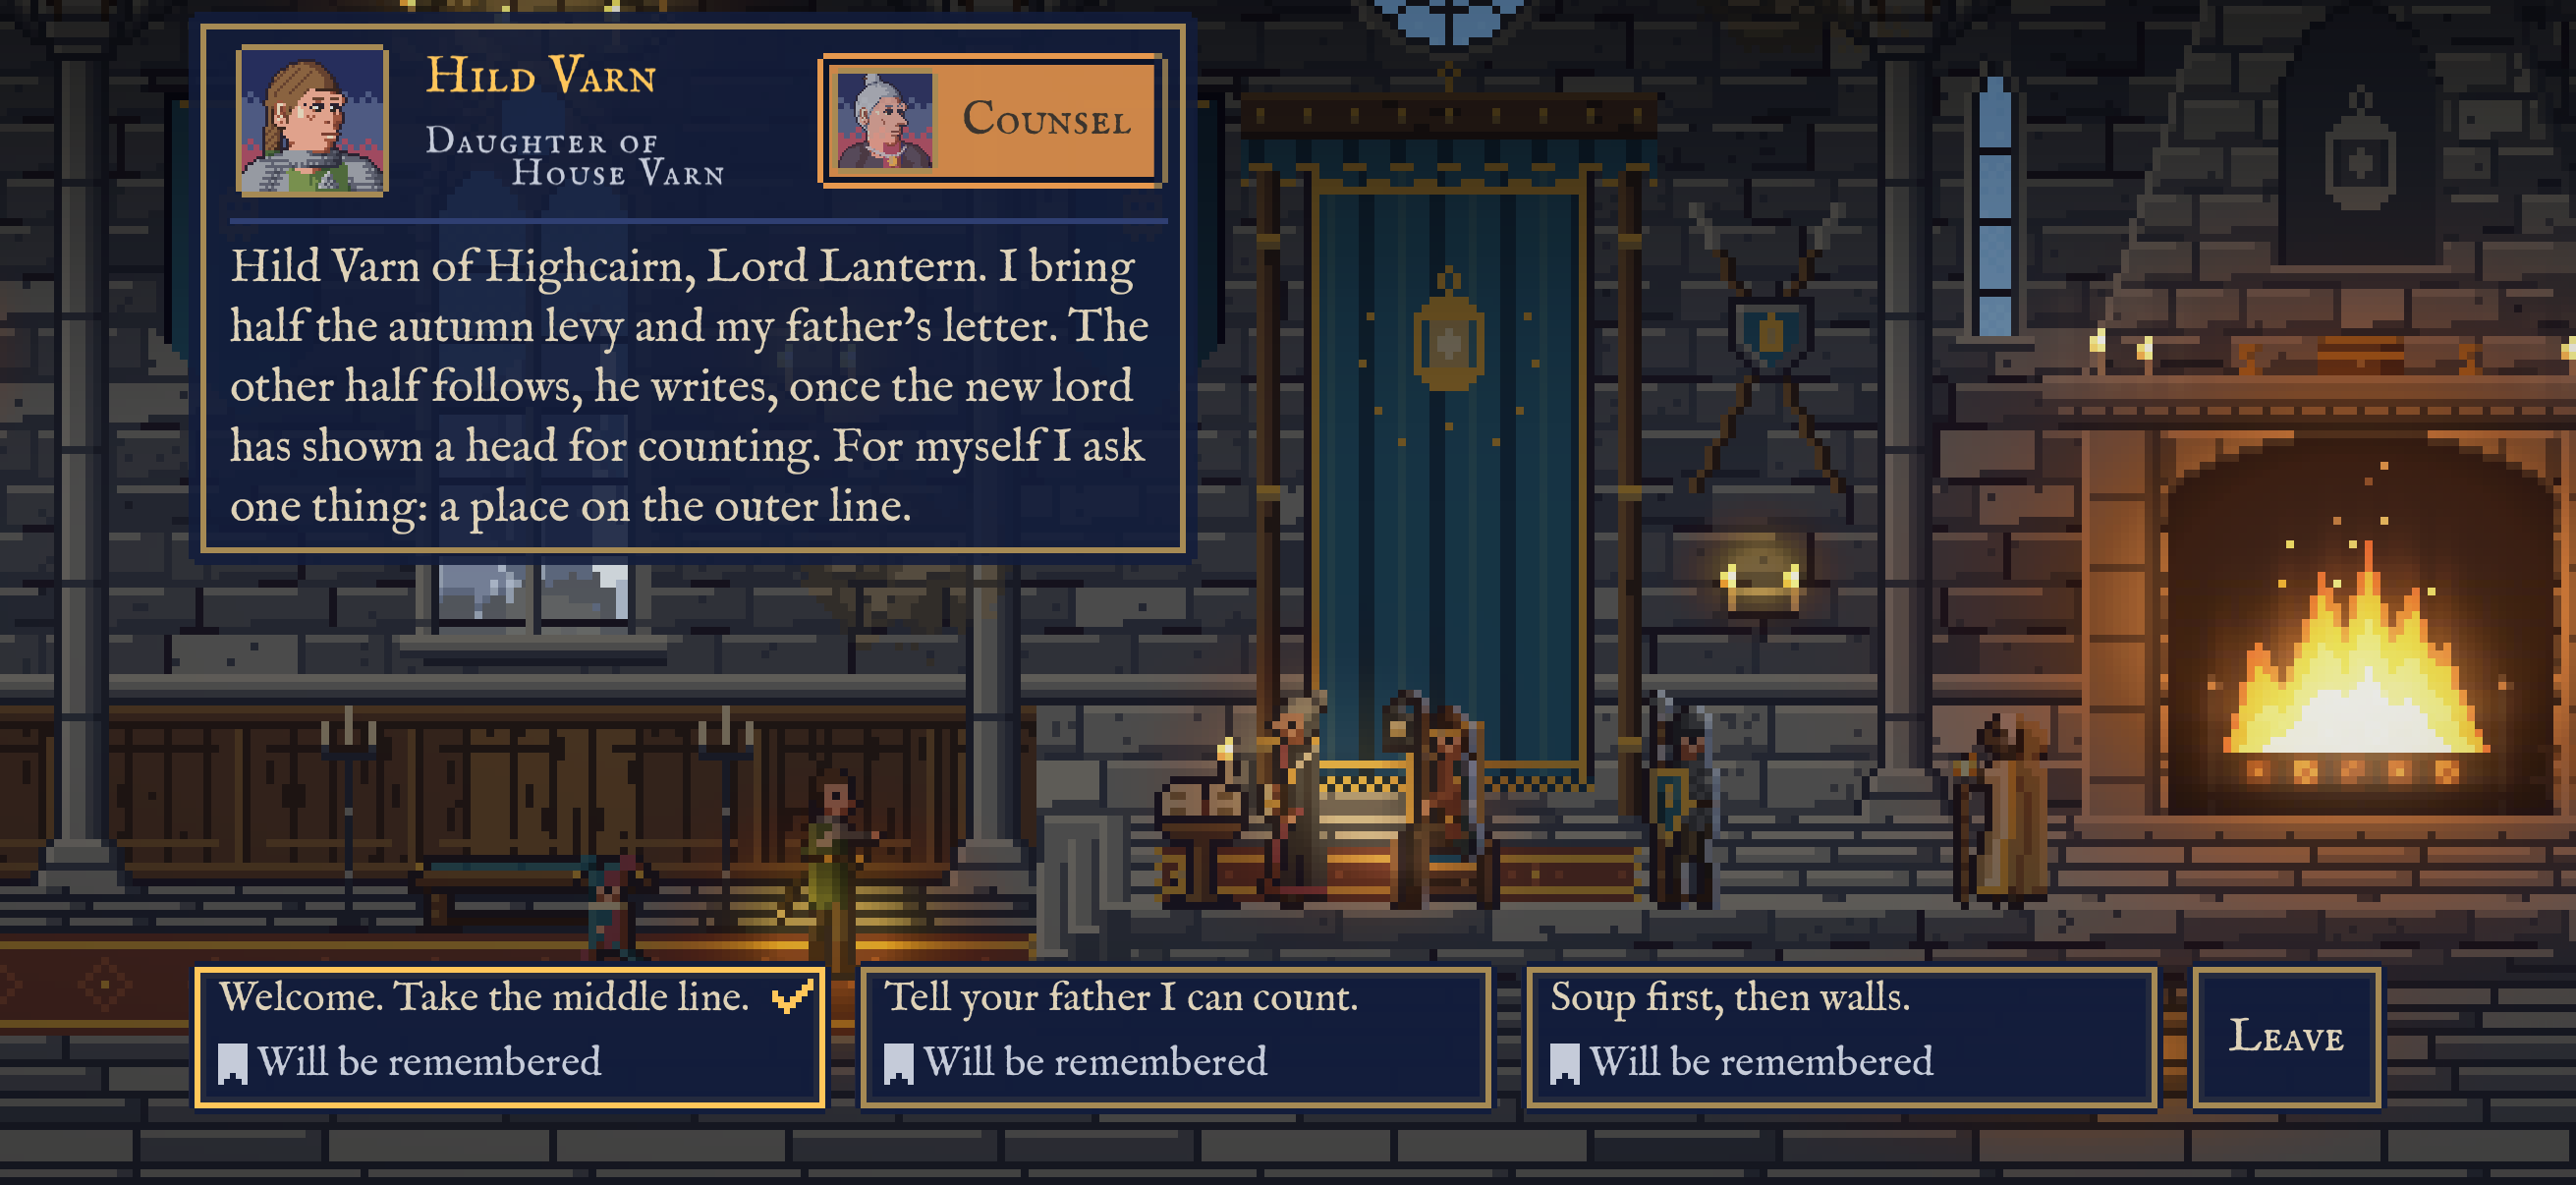 Hild Varn
Daughter of
House Varn
Counsel
Hild Varn of Highcairn, Lord Lantern. I bring
half the autumn levy and my father’s letter. The
other half follows, he writes, once the new lord
has shown a head for counting. For myself I ask
one thing: a place on the outer line.
Welcome. Take the middle line.
Will be remembered
Tell your father I can count.
Will be remembered
Soup first, then walls.
Will be remembered
Leave